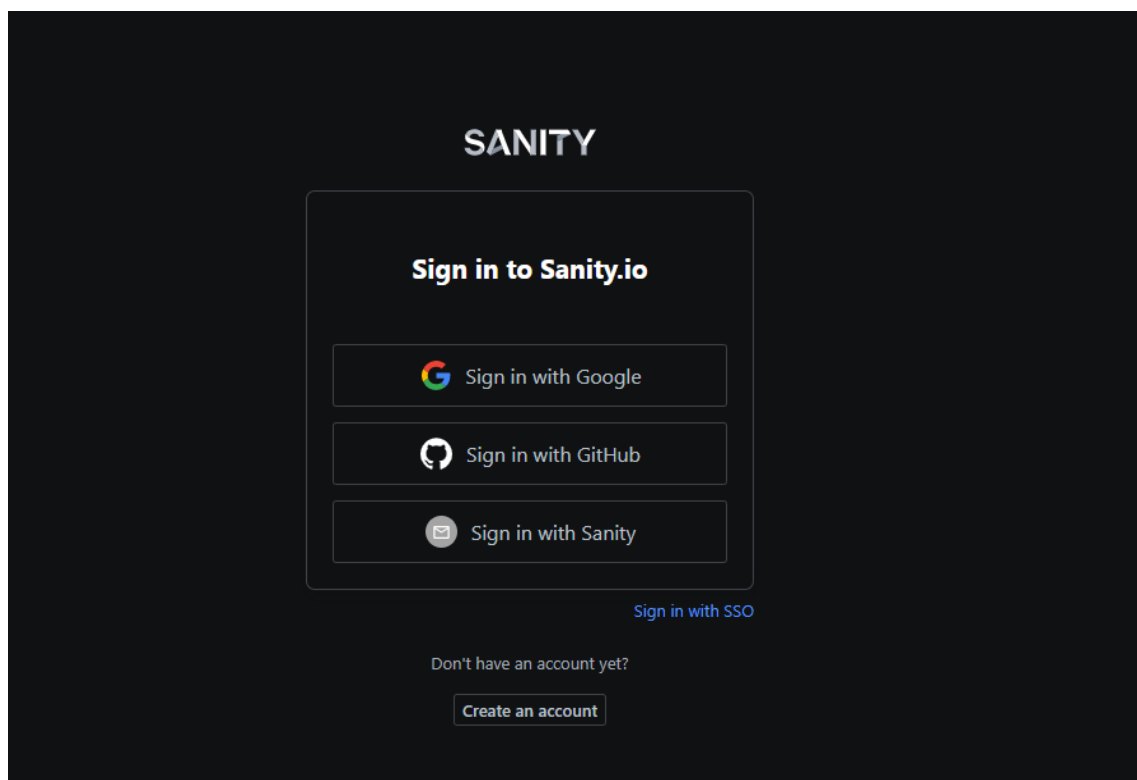 SANITY
Sign in to Sanity.io
Sign in with Google
Sign in with GitHub
Sign in with Sanity
Sign in with SSO
Don't have an account yet?
Create an account